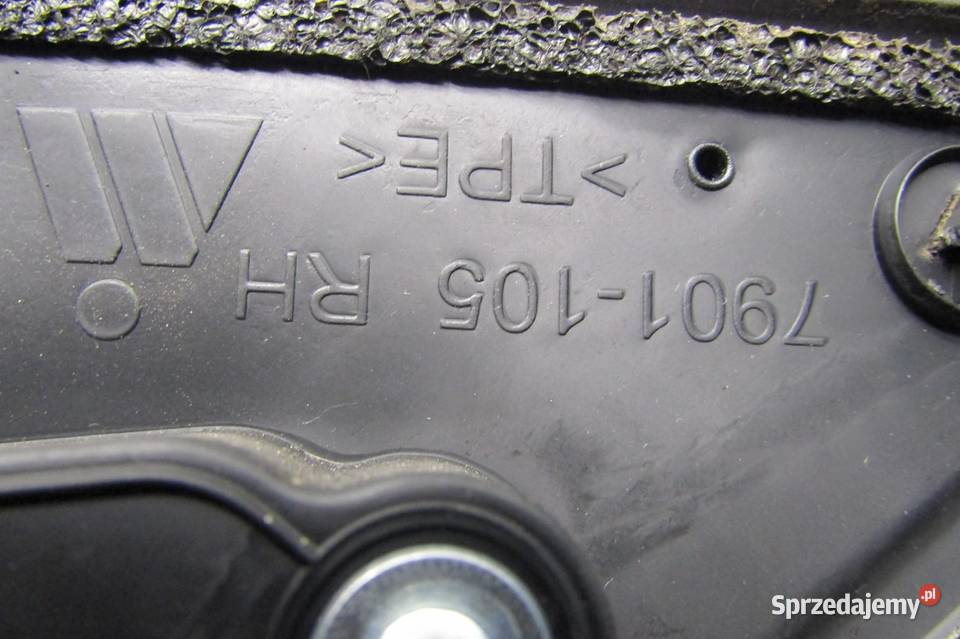 7901-105 RH
>TPE<
Sprzedajemy.pl